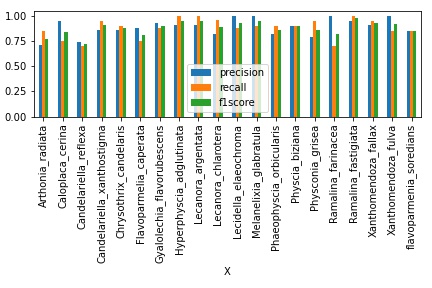 1.00
0.75
0.50
0.25
0.00
precision
recall
f1score
Arthonia_radiata
Caloplaca_cerina
Candelariella_reflexa
Candelariella_xanthostigma
Chrysothrix_candelaris
Flavoparmelia_caperata
Gyalolechia_flavorubescens
Hyperphyscia_adglutinata
Lecanora_argentata
Lecanora_chlarotera
Lecidella_elaeochroma
Melanelixia_glabratula
Phaeophyscia_orbicularis
Physcia_biziana
Physconia_grisea
Ramalina_farinacea
Ramalina_fastigiata
Xanthomendoza_fallax
Xanthomendoza_fulva
flavoparmenia_soredians
X